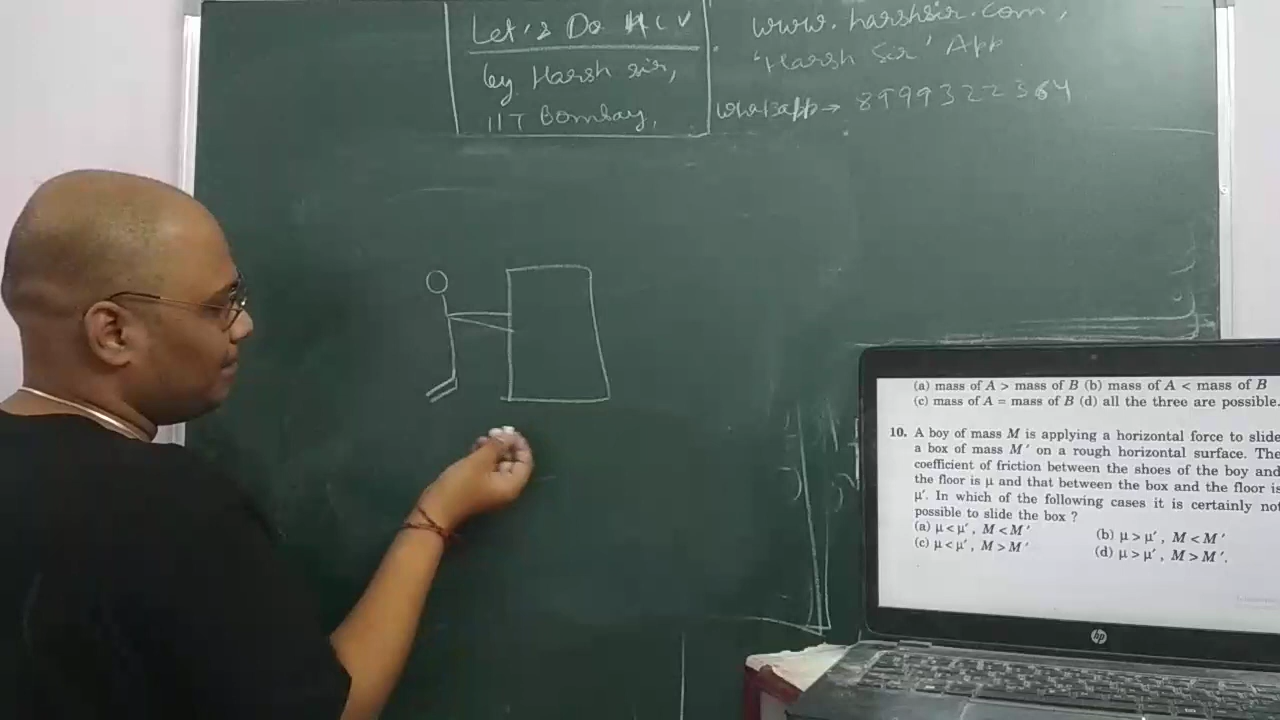 Let's Do HCV
by Harsh sir,
IIT Bombay,
www.harshsir.com,
'Harsh Sir' App
whatsapp→ 8999322364
(a) mass of A > mass of B (b) mass of A < mass of B
(c) mass of A = mass of B (d) all the three are possible.
10. A boy of mass M is applying a horizontal force to slide
a box of mass M' on a rough horizontal surface. The
coefficient of friction between the shoes of the boy and
the floor is μ and that between the box and the floor is
μ'. In which of the following cases it is certainly not
possible to slide the box ?
(a) μ < μ', M < M' (b) μ > μ', M < M'
(c) μ < μ', M > M' (d) μ > μ', M > M'.
hp